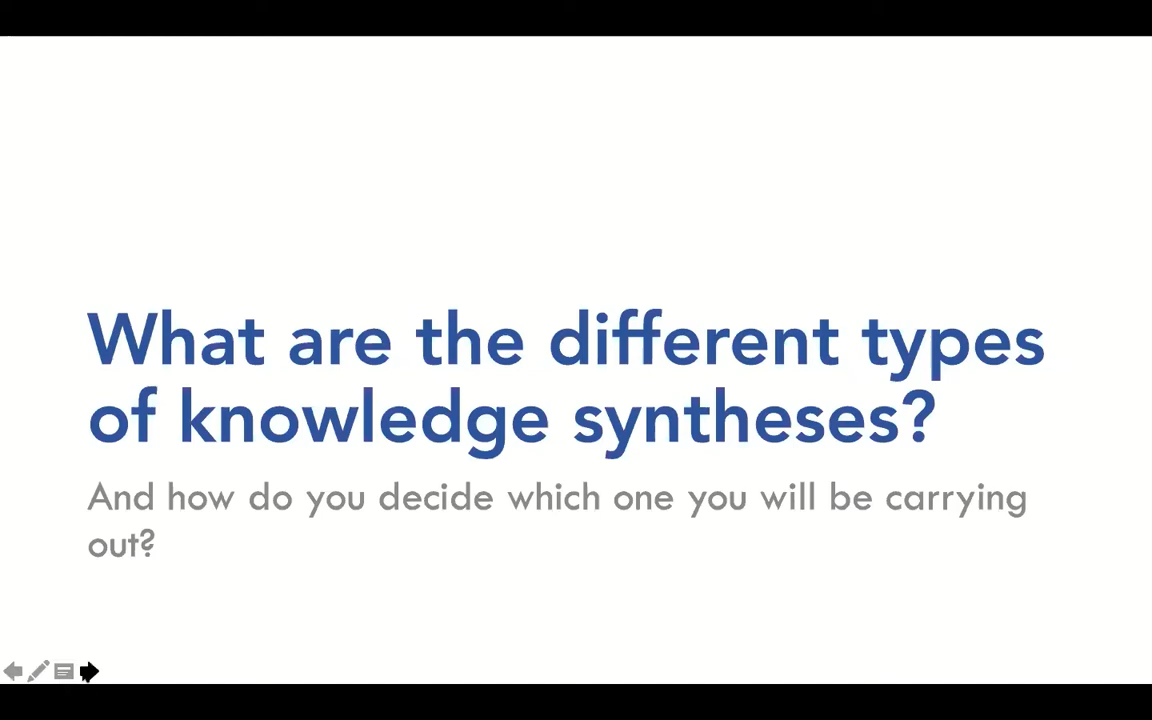 What are the different types
of knowledge syntheses?
And how do you decide which one you will be carrying
out?